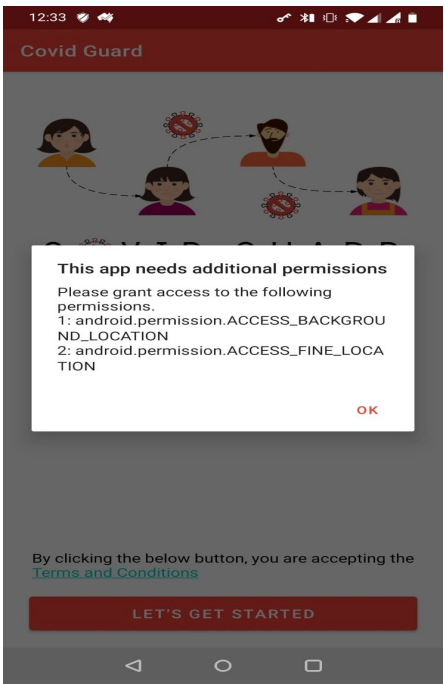 12:33
Covid Guard
This app needs additional permissions
Please grant access to the following
permissions.
1: android.permission.ACCESS_BACKGROU
ND_LOCATION
2: android.permission.ACCESS_FINE_LOCA
TION
OK
By clicking the below button, you are accepting the
Terms and Conditions
LET'S GET STARTED